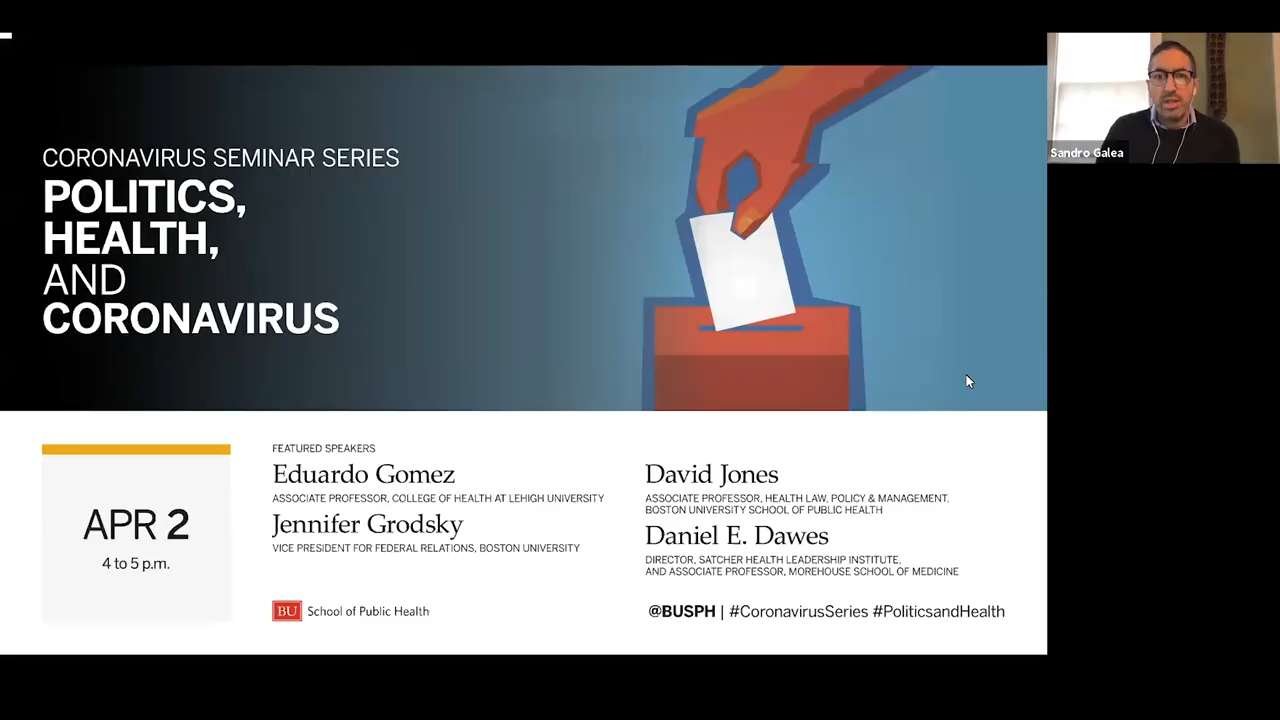 CORONAVIRUS SEMINAR SERIES
POLITICS,
HEALTH,
AND
CORONAVIRUS
Sandro Galea
APR 2
4 to 5 p.m.
FEATURED SPEAKERS
Eduardo Gomez
ASSOCIATE PROFESSOR, COLLEGE OF HEALTH AT LEHIGH UNIVERSITY
Jennifer Grodsky
VICE PRESIDENT FOR FEDERAL RELATIONS, BOSTON UNIVERSITY
David Jones
ASSOCIATE PROFESSOR, HEALTH LAW, POLICY & MANAGEMENT,
BOSTON UNIVERSITY SCHOOL OF PUBLIC HEALTH
Daniel E. Dawes
DIRECTOR, SATCHER HEALTH LEADERSHIP INSTITUTE,
AND ASSOCIATE PROFESSOR, MOREHOUSE SCHOOL OF MEDICINE
BU School of Public Health
@BUSPH | #CoronavirusSeries #PoliticsandHealth